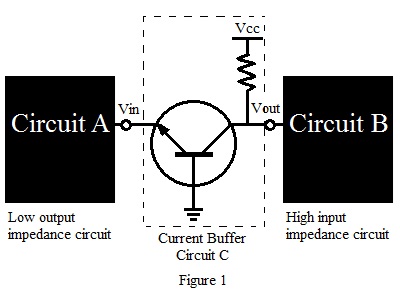 Vcc
Vin
Vout
Circuit A
Circuit B
Low output
impedance circuit
High input
impedance circuit
Current Buffer
Circuit C
Figure 1